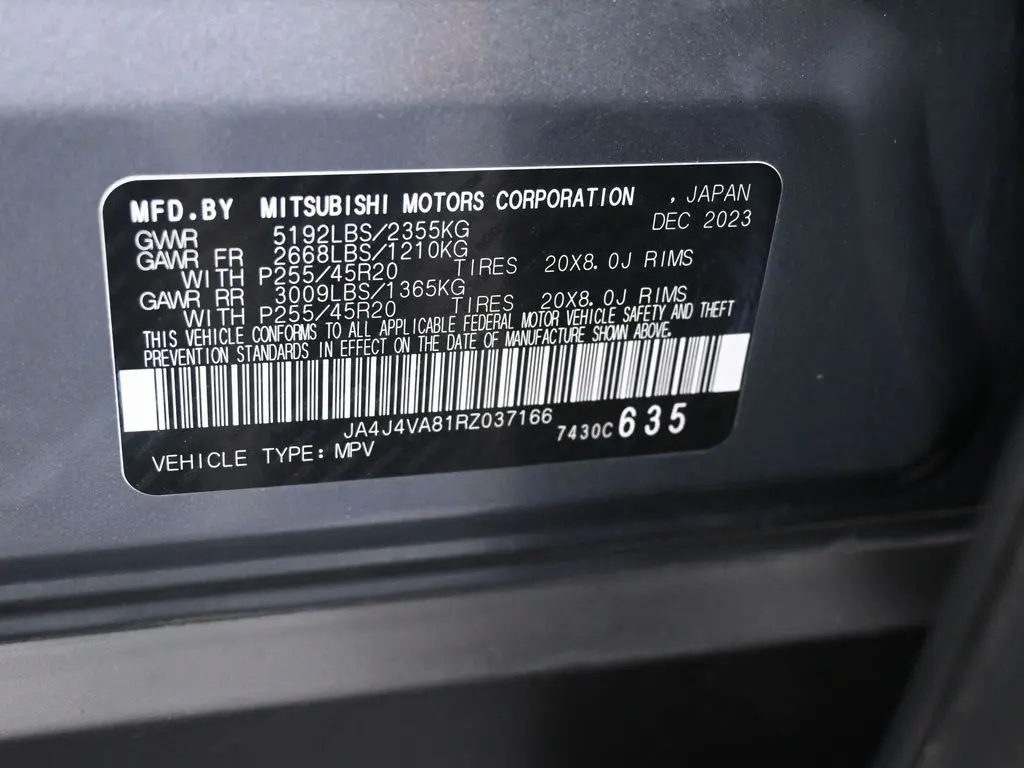 MFD.BY MITSUBISHI MOTORS CORPORATION , JAPAN
DEC 2023
GVWR 5192LBS/2355KG
GAWR FR 2668LBS/1210KG
WITH P255/45R20 TIRES 20X8.0J RIMS
GAWR RR 3009LBS/1365KG
WITH P255/45R20 TIRES 20X8.0J RIMS
THIS VEHICLE CONFORMS TO ALL APPLICABLE FEDERAL MOTOR VEHICLE SAFETY AND THEFT
PREVENTION STANDARDS IN EFFECT ON THE DATE OF MANUFACTURE SHOWN ABOVE.
JA4J4VA81RZ037166 7430C635
VEHICLE TYPE: MPV